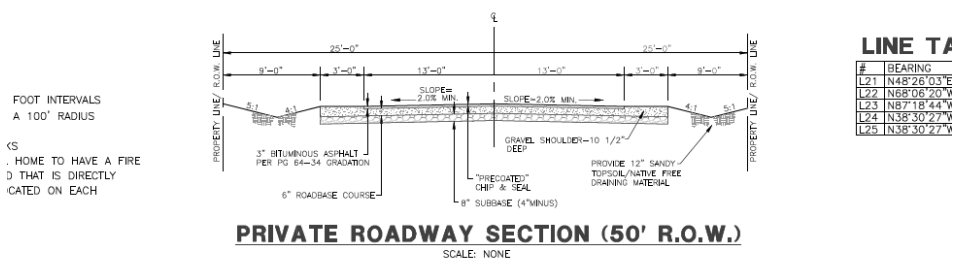 ℄
25'-0" 25'-0"
9'-0" 3'-0" 13'-0" 13'-0" 3'-0" 9'-0"
PROPERTY LINE/
R.O.W. LINE
SLOPE=
2.0% MIN.
SLOPE=2.0% MIN.
5:1 4:1
4:1 5:1
PROPERTY LINE/
R.O.W. LINE
FOOT INTERVALS
A 100' RADIUS
KS
HOME TO HAVE A FIRE
D THAT IS DIRECTLY
OCATED ON EACH
3" BITUMINOUS ASPHALT
PER PG 64-34 GRADATION
6" ROADBASE COURSE
"PRECOATED"
CHIP & SEAL
8" SUBBASE (4"MINUS)
GRAVEL SHOULDER-10 1/2"
DEEP
PROVIDE 12" SANDY
TOPSOIL/NATIVE FREE
DRAINING MATERIAL
PRIVATE ROADWAY SECTION (50' R.O.W.)
SCALE: NONE
LINE TA
# BEARING
L21 N48°26'03"E
L22 N68°06'20"W
L23 N87°18'44"W
L24 N38°30'27"W
L25 N38°30'27"W